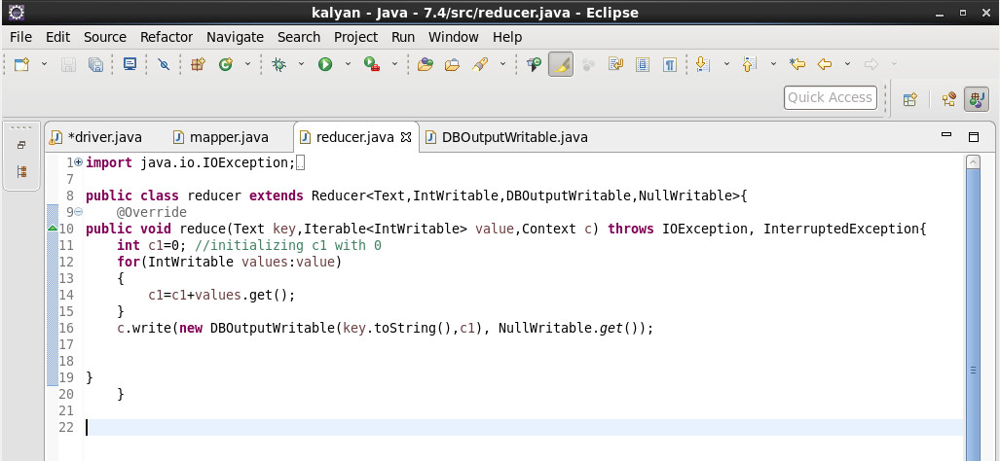 kalyan - Java - 7.4/src/reducer.java - Eclipse
File Edit Source Refactor Navigate Search Project Run Window Help
Quick Access
*driver.java mapper.java reducer.java DBOutputWritable.java
1 import java.io.IOException;
7
8 public class reducer extends Reducer<Text,IntWritable,DBOutputWritable,NullWritable>{
9     @Override
10 public void reduce(Text key,Iterable<IntWritable> value,Context c) throws IOException, InterruptedException{
11     int c1=0; //initializing c1 with 0
12     for(IntWritable values:value)
13     {
14         c1=c1+values.get();
15     }
16     c.write(new DBOutputWritable(key.toString(),c1), NullWritable.get());
17
18
19 }
20     }
21
22